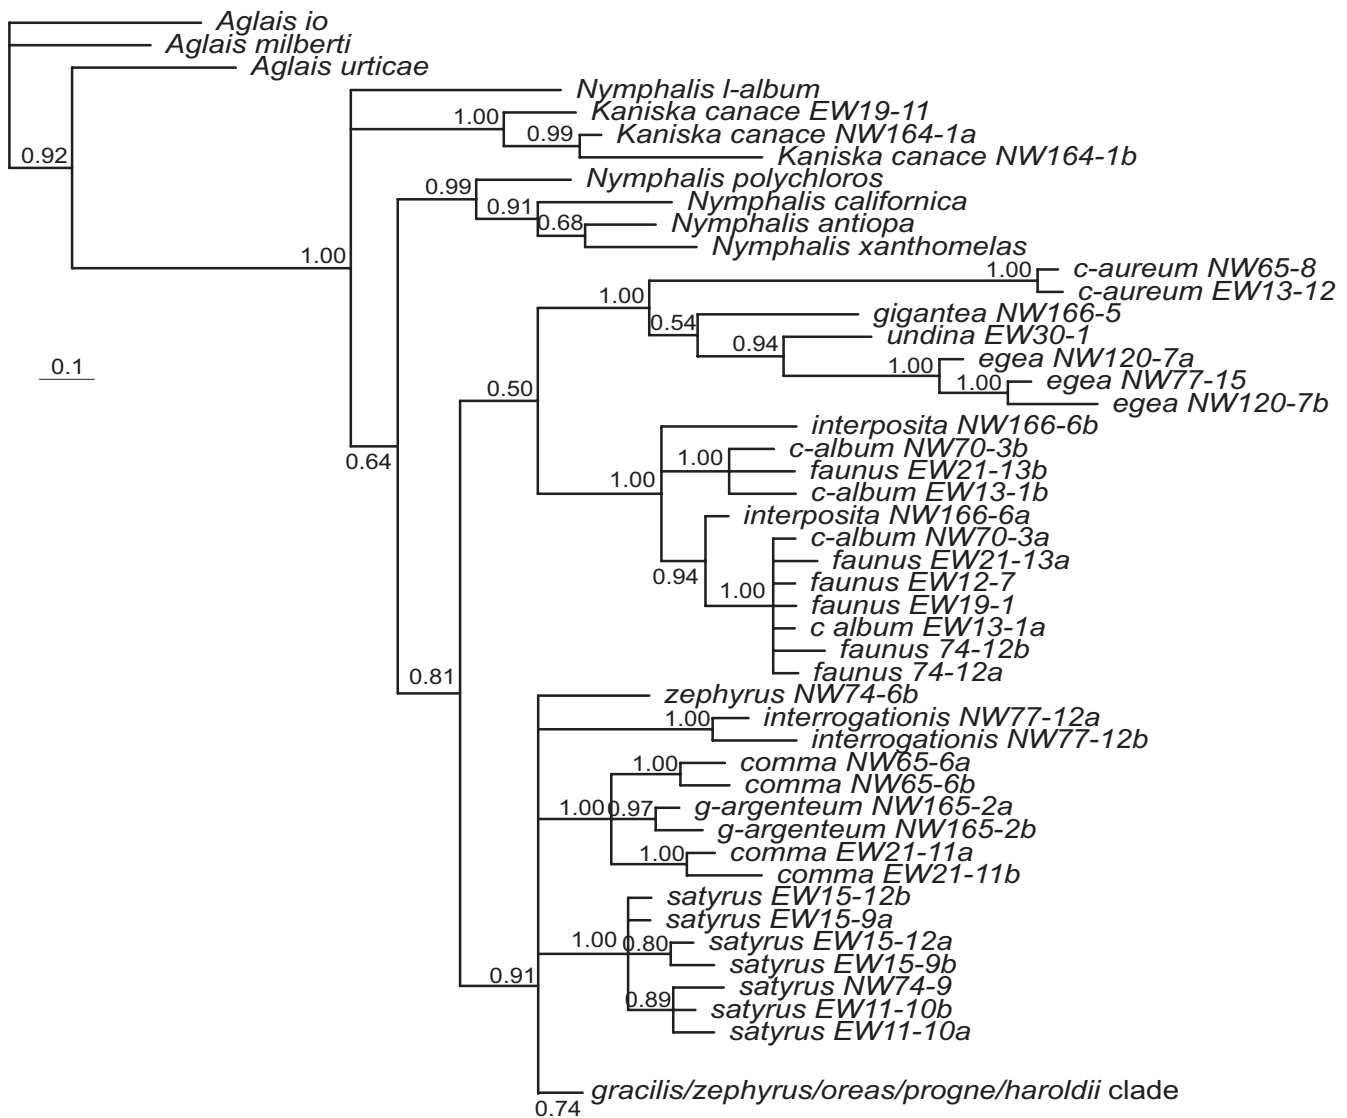 Aglais io
Aglais milberti
Aglais urticae
0.92
Nymphalis l-album
Kaniska canace EW19-11
1.00
Kaniska canace NW164-1a
0.99
Kaniska canace NW164-1b
Nymphalis polychloros
0.99
Nymphalis californica
0.91
Nymphalis antiopa
0.68
Nymphalis xanthomelas
1.00
c-aureum NW65-8
1.00
c-aureum EW13-12
1.00
gigantea NW166-5
0.54
undina EW30-1
0.94
egea NW120-7a
1.00
egea NW77-15
1.00
egea NW120-7b
0.1
0.50
interposita NW166-6b
c-album NW70-3b
1.00
faunus EW21-13b
c-album EW13-1b
1.00
0.64
interposita NW166-6a
c-album NW70-3a
faunus EW21-13a
0.94
faunus EW12-7
1.00
faunus EW19-1
c album EW13-1a
faunus 74-12b
faunus 74-12a
0.81
zephyrus NW74-6b
interrogationis NW77-12a
1.00
interrogationis NW77-12b
comma NW65-6a
1.00
comma NW65-6b
g-argenteum NW165-2a
1.00
0.97
g-argenteum NW165-2b
comma EW21-11a
1.00
comma EW21-11b
satyrus EW15-12b
satyrus EW15-9a
satyrus EW15-12a
1.00
0.80
satyrus EW15-9b
0.91
satyrus NW74-9
0.89
satyrus EW11-10b
satyrus EW11-10a
gracilis/zephyrus/oreas/progne/haroldii clade
0.74